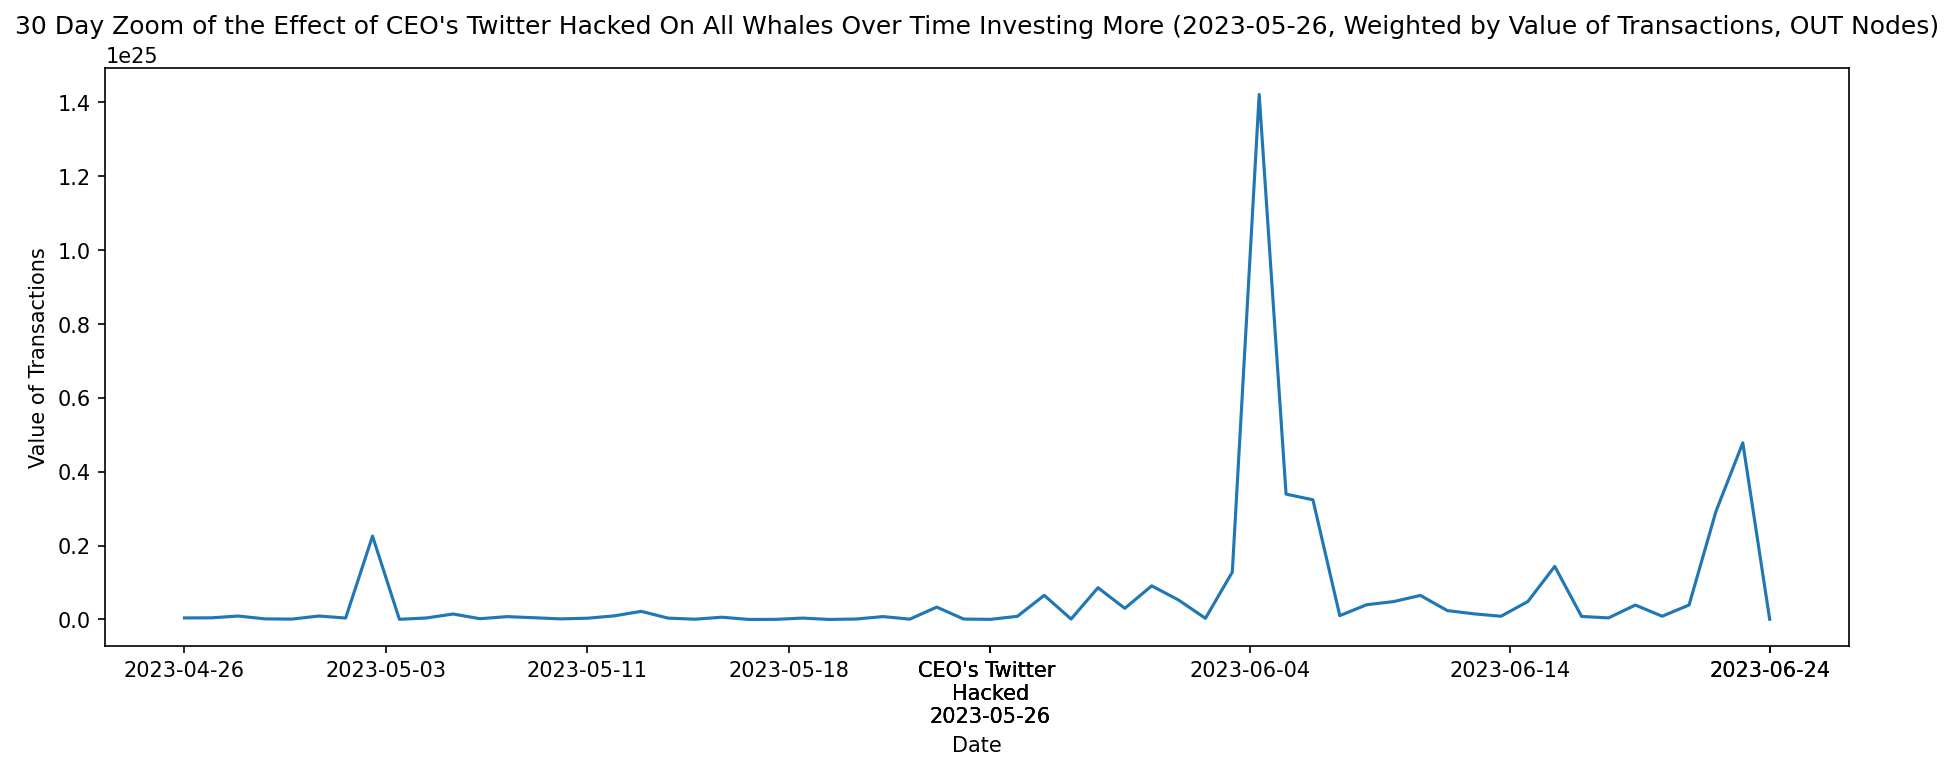 30 Day Zoom of the Effect of CEO's Twitter Hacked On All Whales Over Time Investing More (2023-05-26, Weighted by Value of Transactions, OUT Nodes)
1e25
1.4
1.2
1.0
0.8
0.6
0.4
0.2
0.0
Value of Transactions
2023-04-26
2023-05-03
2023-05-11
2023-05-18
CEO's Twitter
Hacked
2023-05-26
2023-06-04
2023-06-14
2023-06-24
Date